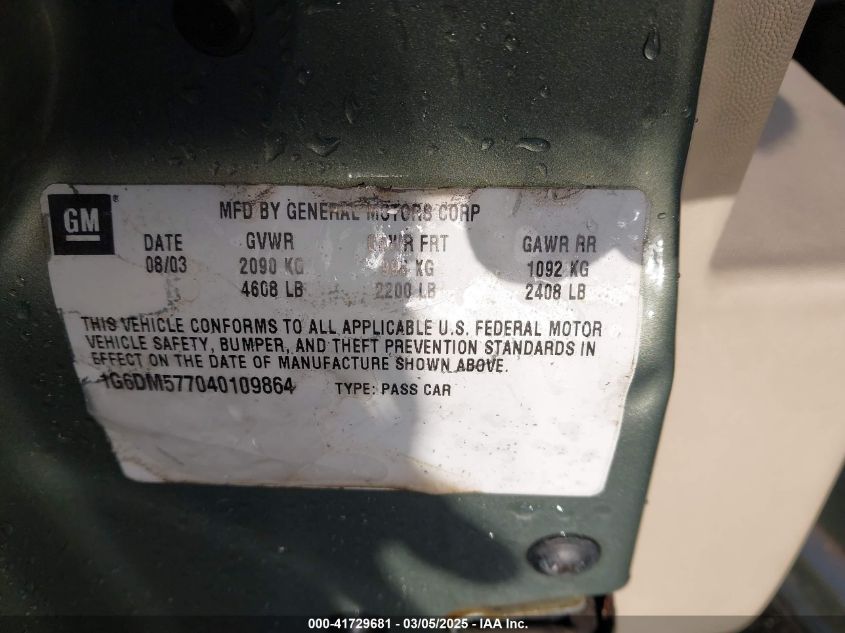 GM
MFD BY GENERAL MOTORS CORP
DATE GVWR GAWR FRT GAWR RR
08/03 2090 KG KG 1092 KG
4608 LB 2200 LB 2408 LB
THIS VEHICLE CONFORMS TO ALL APPLICABLE U.S. FEDERAL MOTOR
VEHICLE SAFETY, BUMPER, AND THEFT PREVENTION STANDARDS IN
EFFECT ON THE DATE OF MANUFACTURE SHOWN ABOVE.
1G6DM577040109864 TYPE: PASS CAR
000-41729681 - 03/05/2025 - IAA Inc.